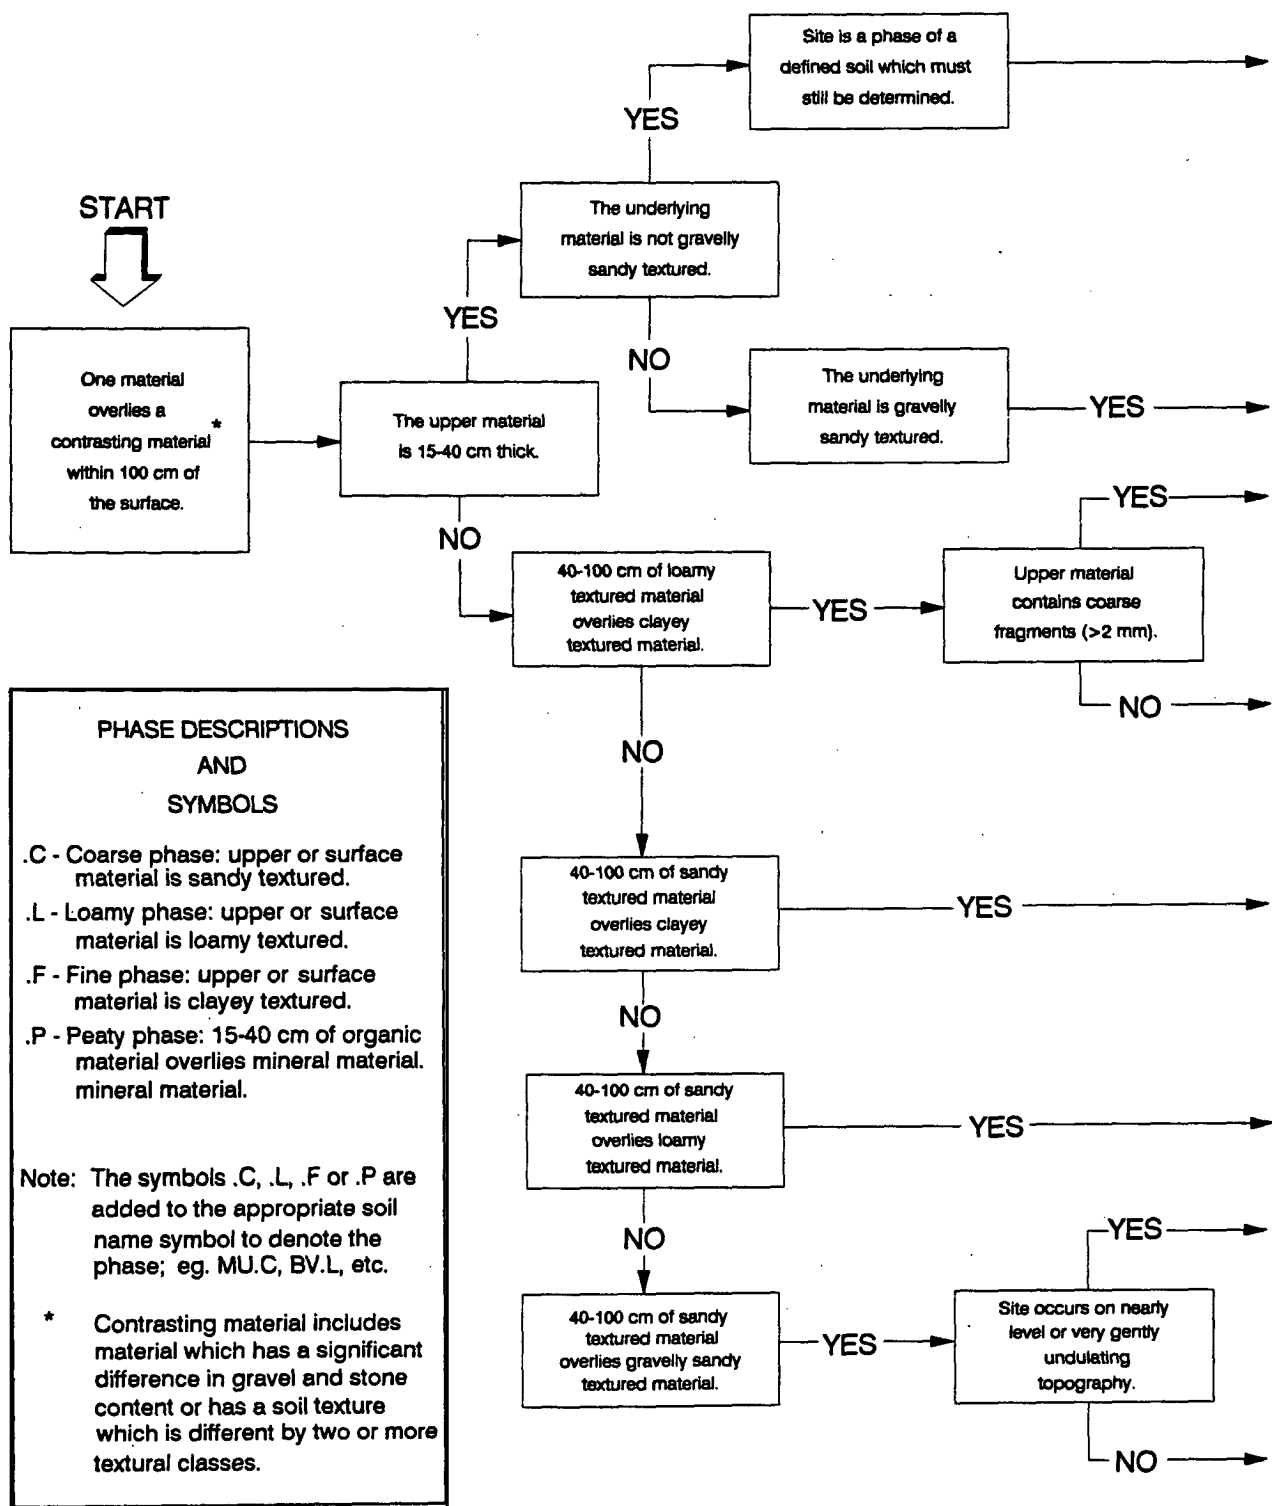 Site is a phase of a
defined soil which must
still be determined.
YES
START
The underlying
material is not gravelly
sandy textured.
YES
NO
One material
overlies a
contrasting material *
within 100 cm of
the surface.
The upper material
is 15-40 cm thick.
The underlying
material is gravelly
sandy textured.
YES
NO
40-100 cm of loamy
textured material
overlies clayey
textured material.
YES
Upper material
contains coarse
fragments (>2 mm).
YES
NO
NO
40-100 cm of sandy
textured material
overlies clayey
textured material.
YES
NO
40-100 cm of sandy
textured material
overlies loamy
textured material.
YES
NO
40-100 cm of sandy
textured material
overlies gravelly sandy
textured material.
YES
Site occurs on nearly
level or very gently
undulating
topography.
YES
NO
PHASE DESCRIPTIONS
AND
SYMBOLS
.C - Coarse phase: upper or surface
material is sandy textured.
.L - Loamy phase: upper or surface
material is loamy textured.
.F - Fine phase: upper or surface
material is clayey textured.
.P - Peaty phase: 15-40 cm of organic
material overlies mineral material.
mineral material.
Note: The symbols .C, .L, .F or .P are
added to the appropriate soil
name symbol to denote the
phase; eg. MU.C, BV.L, etc.
* Contrasting material includes
material which has a significant
difference in gravel and stone
content or has a soil texture
which is different by two or more
textural classes.